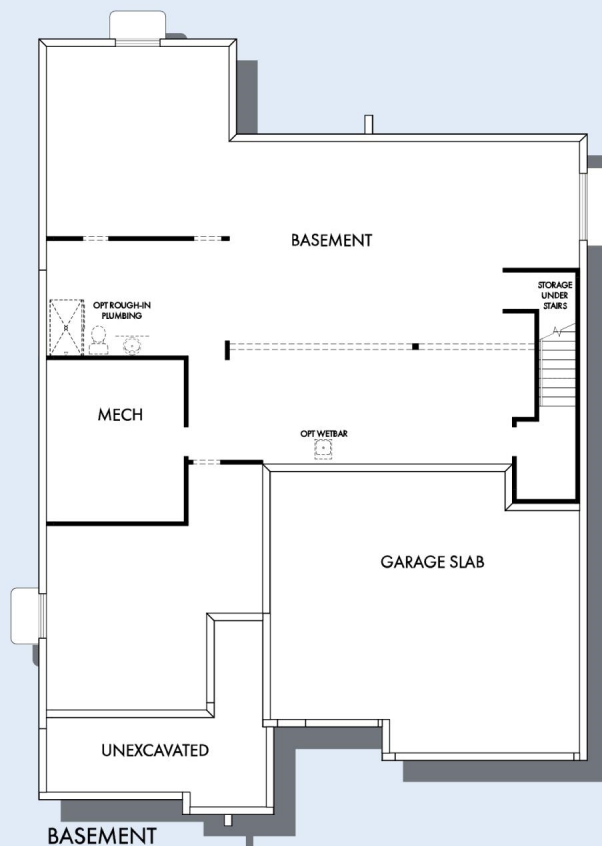 BASEMENT
STORAGE
UNDER
STAIRS
OPT ROUGH-IN
PLUMBING
MECH
OPT WETBAR
GARAGE SLAB
UNEXCAVATED
BASEMENT